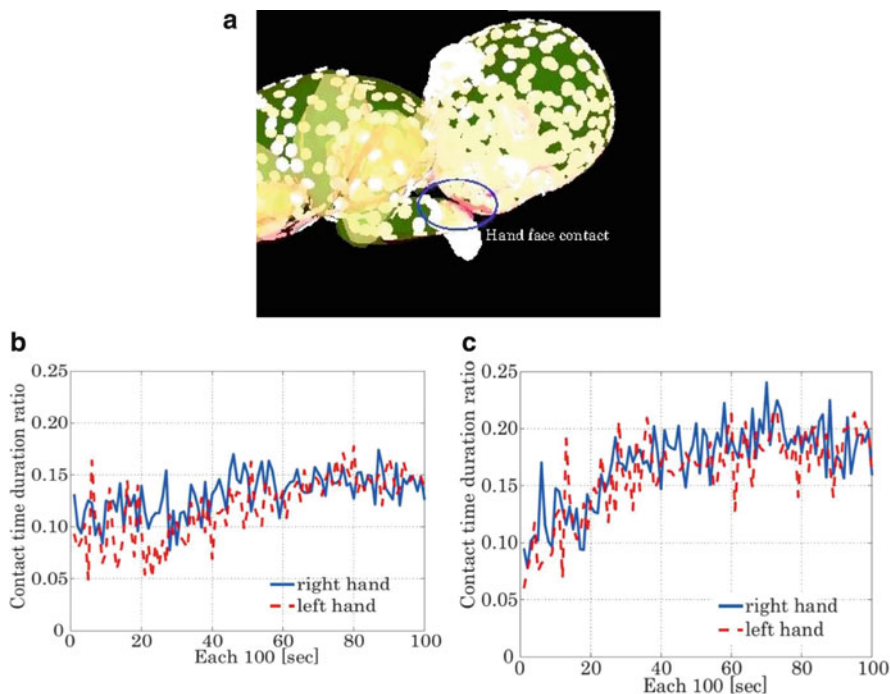 a
Hand face contact
b
Contact time duration ratio
0.25
0.20
0.15
0.10
0.05
0
0
20
40
60
80
100
Each 100 [sec]
right hand
left hand
c
Contact time duration ratio
0.25
0.20
0.15
0.10
0.05
0
0
20
40
60
80
100
Each 100 [sec]
right hand
left hand